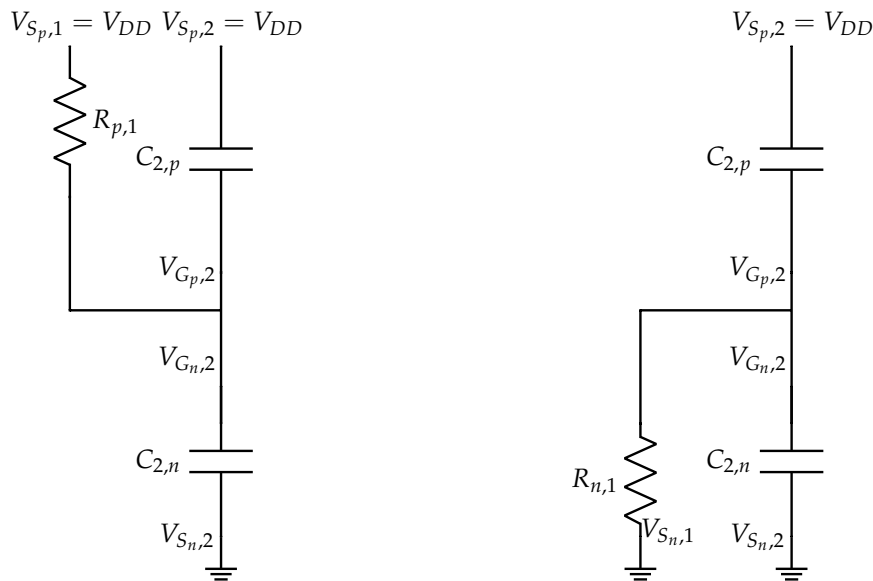 V_{S_p,1} = V_{DD} V_{S_p,2} = V_{DD}
R_{p,1}
C_{2,p}
V_{G_p,2}
V_{G_n,2}
C_{2,n}
V_{S_n,2}
V_{S_p,2} = V_{DD}
C_{2,p}
V_{G_p,2}
V_{G_n,2}
R_{n,1}
C_{2,n}
V_{S_n,1}
V_{S_n,2}